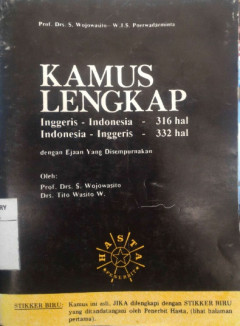 Prof. Drs. S. Wojowasito - W.J.S. Poerwadarminta
KAMUS
LENGKAP
Inggeris - Indonesia - 316 hal
Indonesia - Inggeris - 332 hal
dengan Ejaan Yang Disempurnakan
Oleh:
Prof. Drs. S. Wojowasito
Drs. Tito Wasito W.
RY
HASTA
STIKKER BIRU: Kamus ini asli, JIKA dilengkapi dengan STIKKER BIRU
yang ditandatangani oleh Penerbit Hasta. (lihat halaman
pertama).